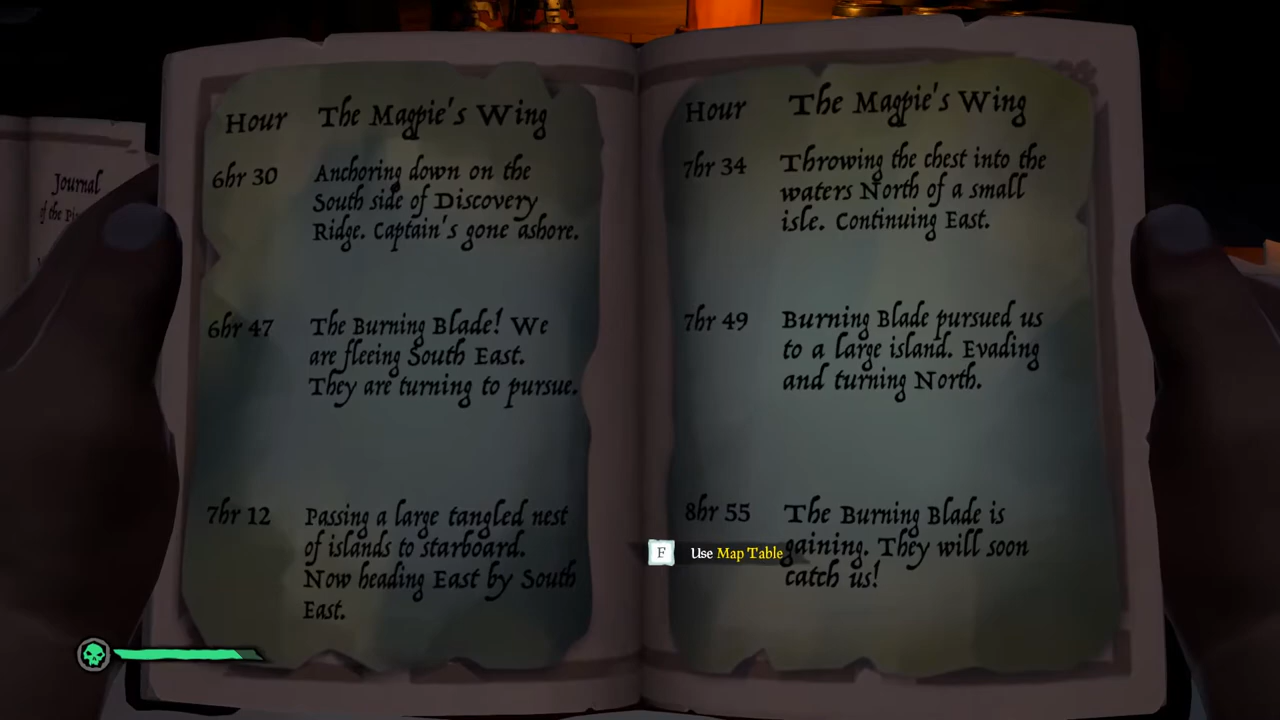 Journal
of the Pi
Hour The Magpie's Wing
6hr 30 Anchoring down on the
South side of Discovery
Ridge. Captain's gone ashore.
6hr 47 The Burning Blade! We
are fleeing South East.
They are turning to pursue.
7hr 12 Passing a large tangled nest
of islands to starboard.
Now heading East by South
East.
Hour The Magpie's Wing
7hr 34 Throwing the chest into the
waters North of a small
isle. Continuing East.
7hr 49 Burning Blade pursued us
to a large island. Evading
and turning North.
8hr 55 The Burning Blade is
gaining. They will soon
catch us!
F Use Map Table